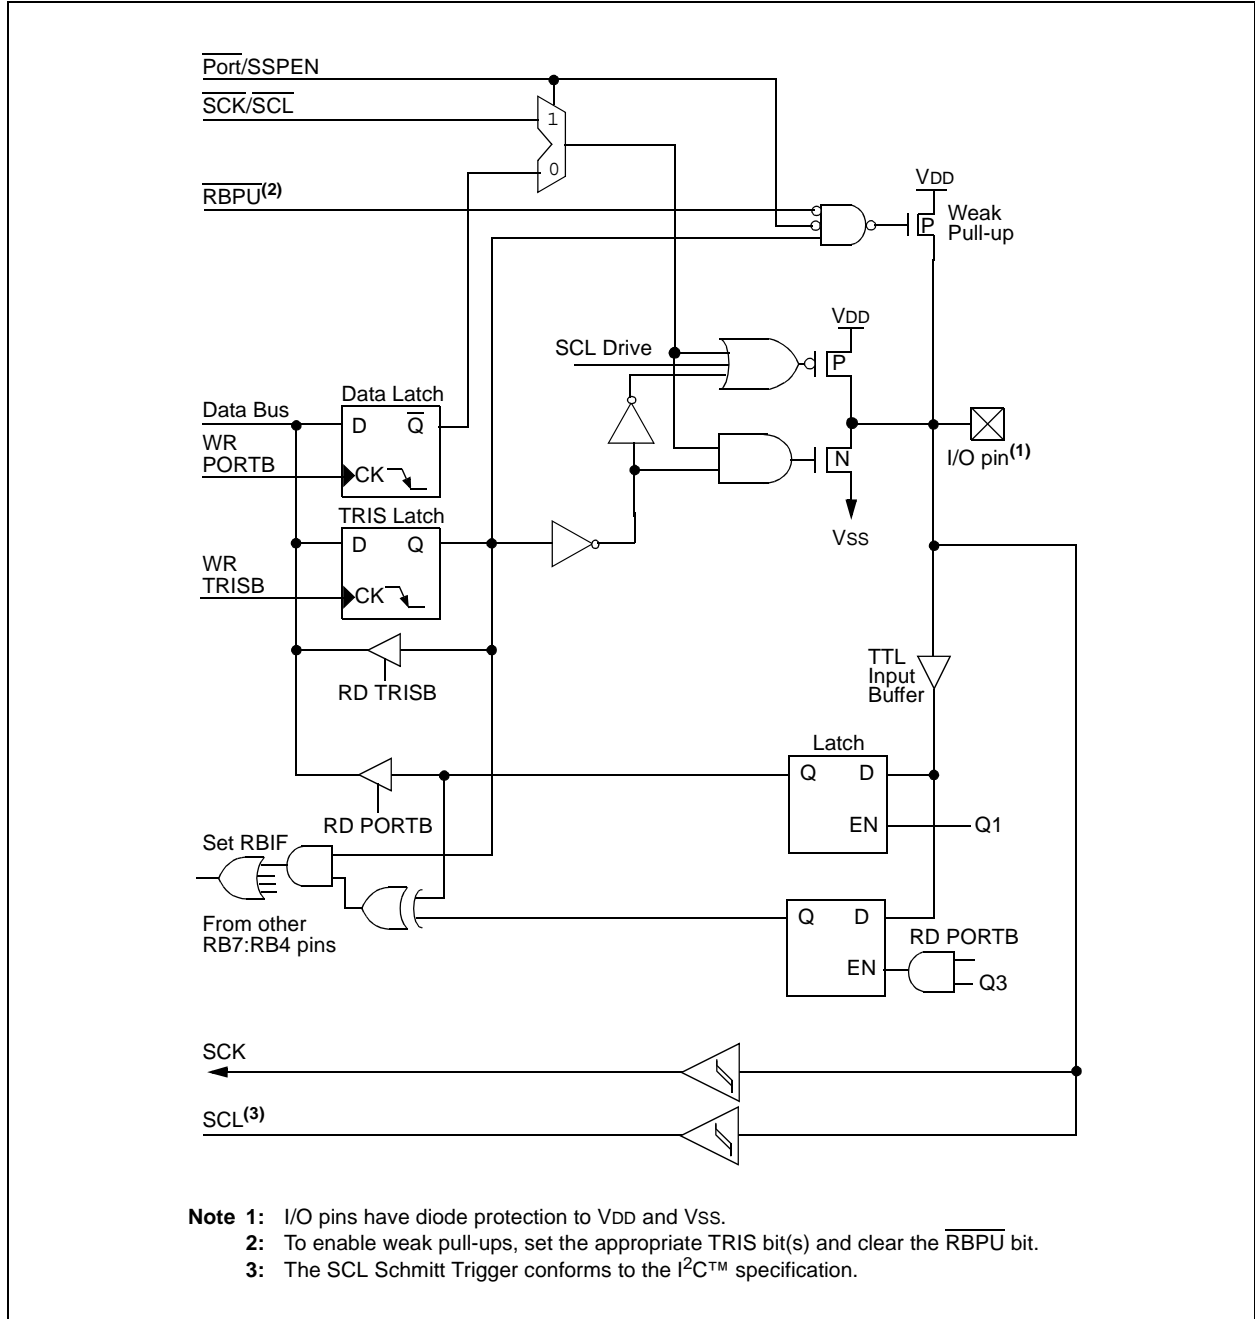 Port/SSPEN
SCK/SCL
1
0
RBPU(2)
VDD
P
Weak
Pull-up
VDD
SCL Drive
P
Data Latch
Data Bus
D Q
WR
PORTB
CK
N
I/O pin(1)
VSS
TRIS Latch
D Q
WR
TRISB
CK
RD TRISB
TTL
Input
Buffer
Latch
Q D
EN
Q1
RD PORTB
Set RBIF
From other
RB7:RB4 pins
Q D
RD PORTB
EN
Q3
SCK
SCL(3)
Note 1: I/O pins have diode protection to VDD and VSS.
2: To enable weak pull-ups, set the appropriate TRIS bit(s) and clear the RBPU bit.
3: The SCL Schmitt Trigger conforms to the I2C™ specification.